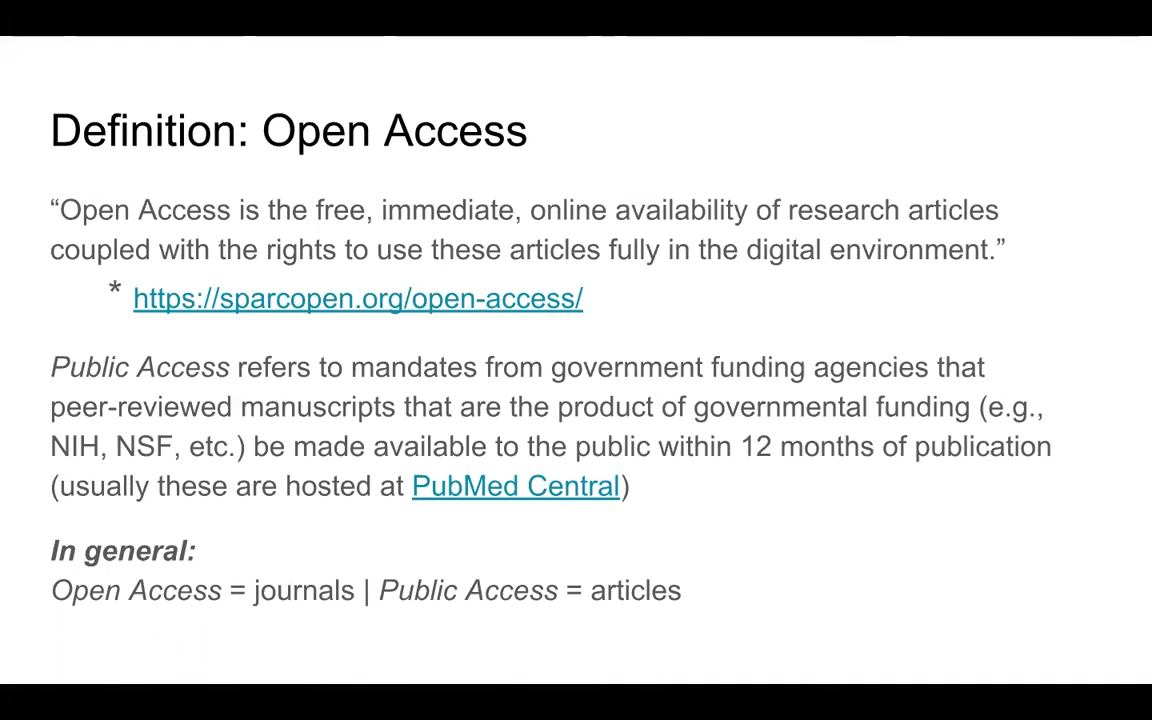 Definition: Open Access
“Open Access is the free, immediate, online availability of research articles
coupled with the rights to use these articles fully in the digital environment.”
* https://sparcopen.org/open-access/
Public Access refers to mandates from government funding agencies that
peer-reviewed manuscripts that are the product of governmental funding (e.g.,
NIH, NSF, etc.) be made available to the public within 12 months of publication
(usually these are hosted at PubMed Central)
In general:
Open Access = journals | Public Access = articles